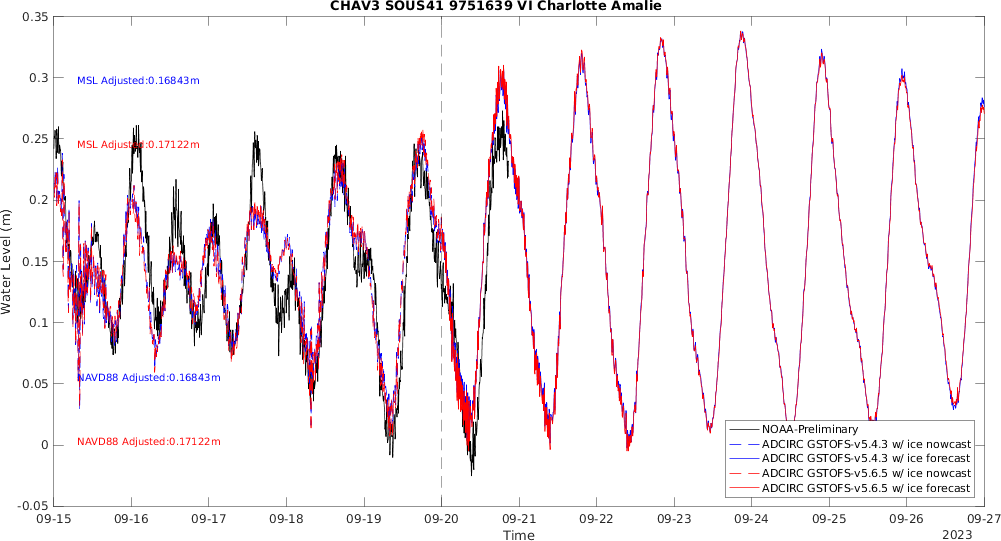 CHAV3 SOUS41 9751639 VI Charlotte Amalie
0.35
0.3
0.25
0.2
0.15
0.1
0.05
0
-0.05
Water Level (m)
MSL Adjusted:0.16843m
MSL Adjusted:0.17122m
NAVD88 Adjusted:0.16843m
NAVD88 Adjusted:0.17122m
NOAA-Preliminary
ADCIRC GSTOFS-v5.4.3 w/ ice nowcast
ADCIRC GSTOFS-v5.4.3 w/ ice forecast
ADCIRC GSTOFS-v5.6.5 w/ ice nowcast
ADCIRC GSTOFS-v5.6.5 w/ ice forecast
09-15 09-16 09-17 09-18 09-19 09-20 09-21 09-22 09-23 09-24 09-25 09-26 09-27
Time
2023